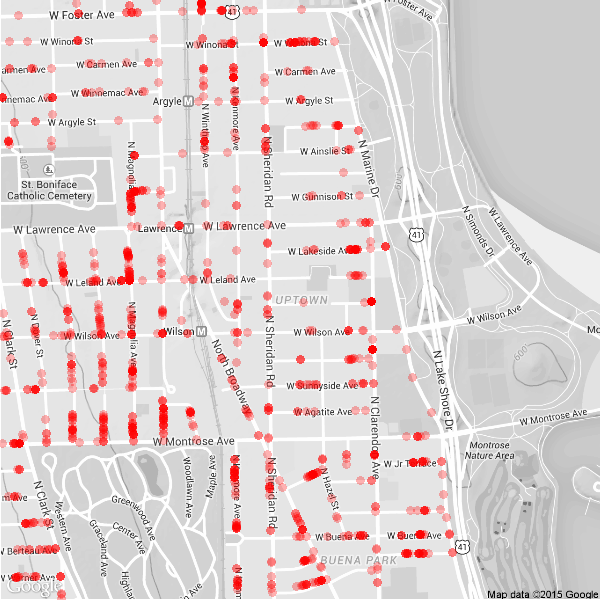 W Foster Ave
41
N Foster Ave
W Winona St
W Winona St
W Winona St
W Carmen Ave
W Carmen Ave
W Winnemac Ave
Argyle M
W Argyle St
W Argyle St
N Winthrop Ave
N Kenmore Ave
N Magnolia
N Sheridan Rd
W Ainslie St
N Marine Dr
St. Boniface
Catholic Cemetery
W Gunnison St
N Simonds Dr
W Lawrence Ave
W Lawrence Ave
Lawrence M
W Lawrence Ave
41
W Lakeside Ave
W Leland Ave
W Leland Ave
UPTOWN
W Wilson Ave
N Clark St
N Dover St
W Wilson Ave
N Magnolia Ave
Wilson M
N Sheridan Rd
W Wilson Ave
600
600
North Broadway
N Lake Shore Dr
W Sunnyside Ave
W Agatite Ave
N Clarendon Ave
W Montrose Ave
W Montrose Ave
Montrose
Nature Area
W Jr Terrace
N Clark St
Western Ave
Graceland Ave
Greenwood Ave
Center Ave
Highland
Woodlawn Ave
Maple Ave
N Kenmore Ave
N Sheridan Rd
N Hazel St
W Buena Ave
W Buena Ave
41
W Berteau Ave
BUENA PARK
W Warner Ave
Google
Map data ©2015 Google